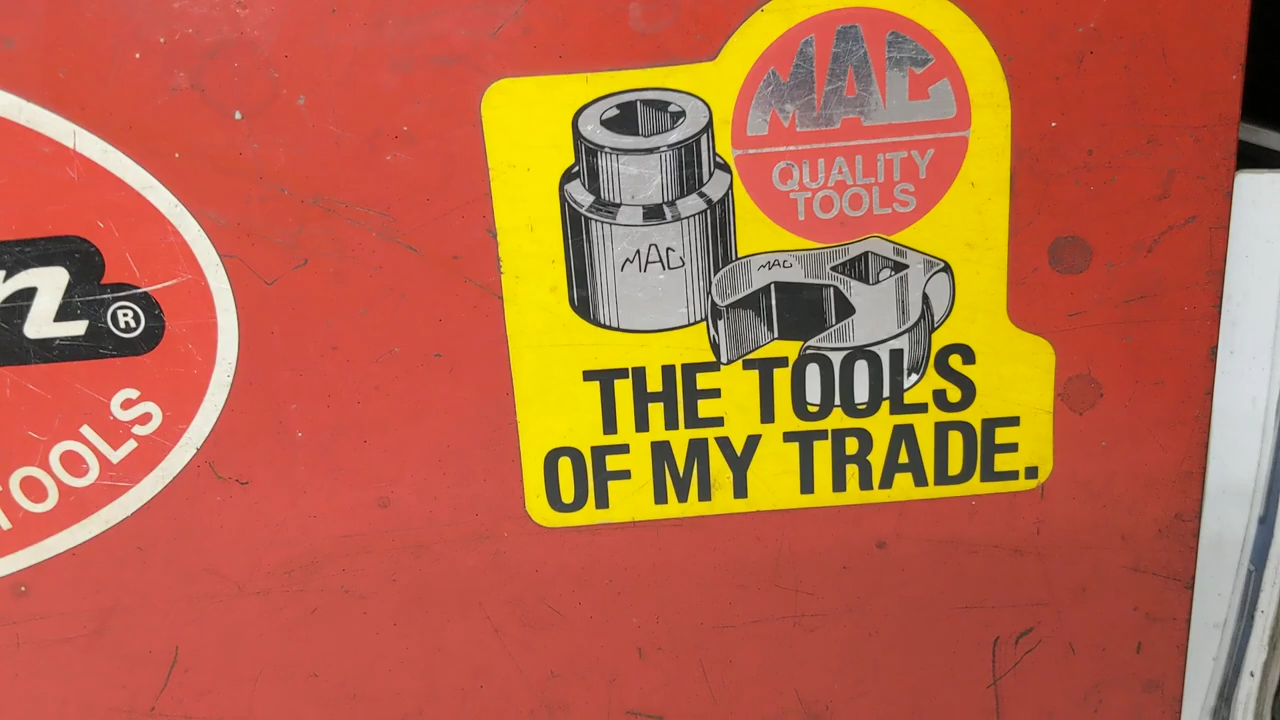 MAC
QUALITY
TOOLS
MAC
MAC
THE TOOLS
OF MY TRADE.
n®
TOOLS